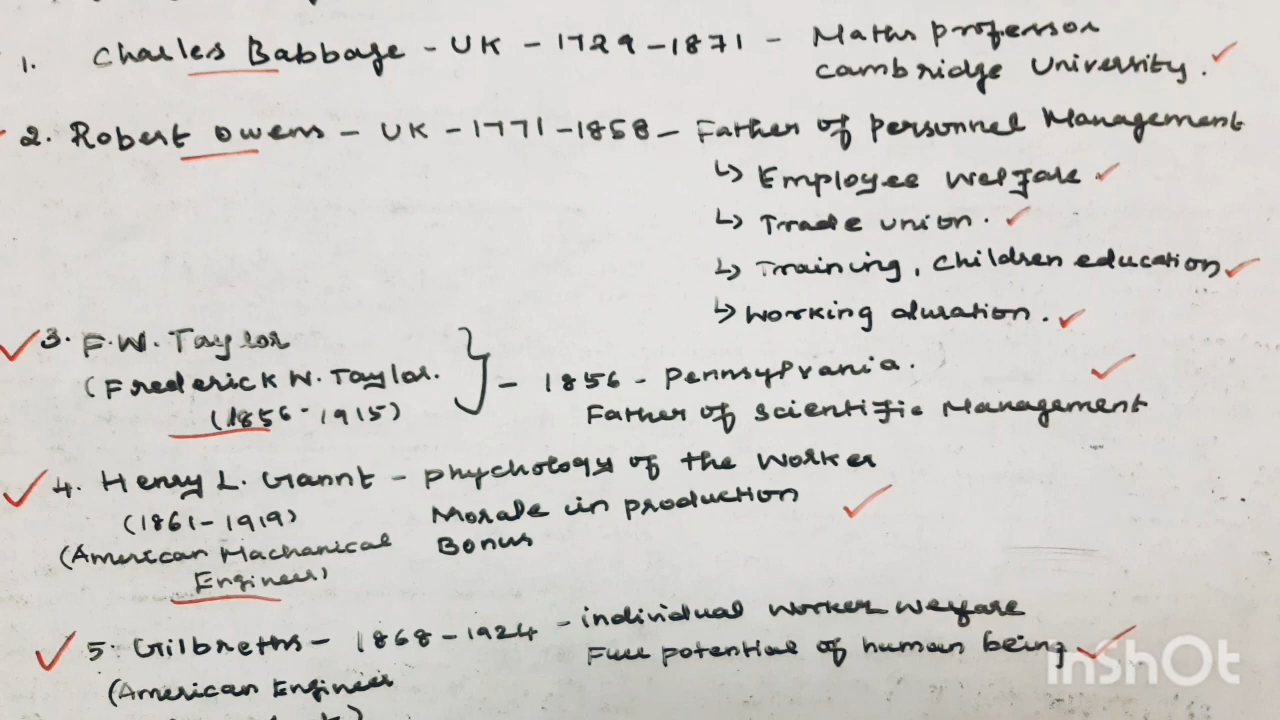 1. Charles Babbage - UK - 1729-1871 - Maths professor
Cambridge University.
2. Robert Owens - UK - 1771-1858 - Father of Personnel Management
↳ Employee Welfare
↳ Trade union.
↳ Training, Children education
↳ Working duration.
3. F.W. Taylor
(Frederick W. Taylor.
(1856-1915)
- 1856 - Pennsylvania.
Father of Scientific Management
4. Henry L. Gannt - Phychology of the Worker
(1861-1919) Morale in production
(American Machanical Bonus
Engineer)
5. Gilbreths - 1868-1924 - individual Worker Welfare
Full potential of human being
(American Engineer
InShOt